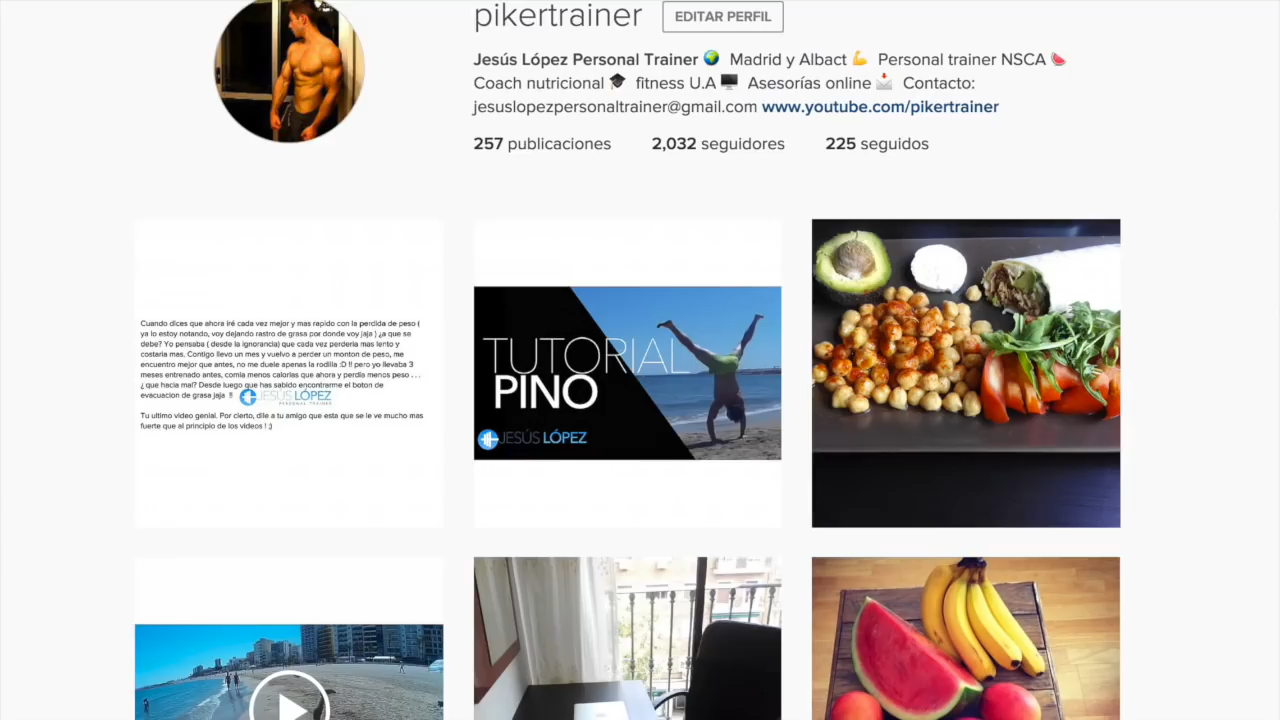 pikertrainer EDITAR PERFIL
Jesús López Personal Trainer 🌍 Madrid y Albact 💪 Personal trainer NSCA 🍉
Coach nutricional 🎓 fitness U.A 🖥 Asesorías online 📩 Contacto:
jesuslopezpersonaltrainer@gmail.com www.youtube.com/pikertrainer
257 publicaciones 2,032 seguidores 225 seguidos
Cuando dices que ahora iré cada vez mejor y mas rapido con la perdida de peso (
ya lo estoy notando, voy dejando rastro de grasa por donde voy jaja ) ¿a que se
debe? Yo pensaba ( desde la ignorancia) que cada vez perderia mas lento y
costaria mas. Contigo llevo un mes y vuelvo a perder un monton de peso, me
encuentro mejor que antes, no me duele apenas la rodilla :D !! pero yo llevaba 3
meses entrenado antes, comia menos calorias que ahora y perdia menos peso . . .
¿ que hacia mal? Desde luego que has sabido encontrarme el boton de
evacuacion de grasa jaja !!
JESÚS LÓPEZ
PERSONAL TRAINER
Tu ultimo video genial. Por cierto, dile a tu amigo que esta que se le ve mucho mas
fuerte que al principio de los videos ! ;)
TUTORIAL
PINO
JESÚS LÓPEZ